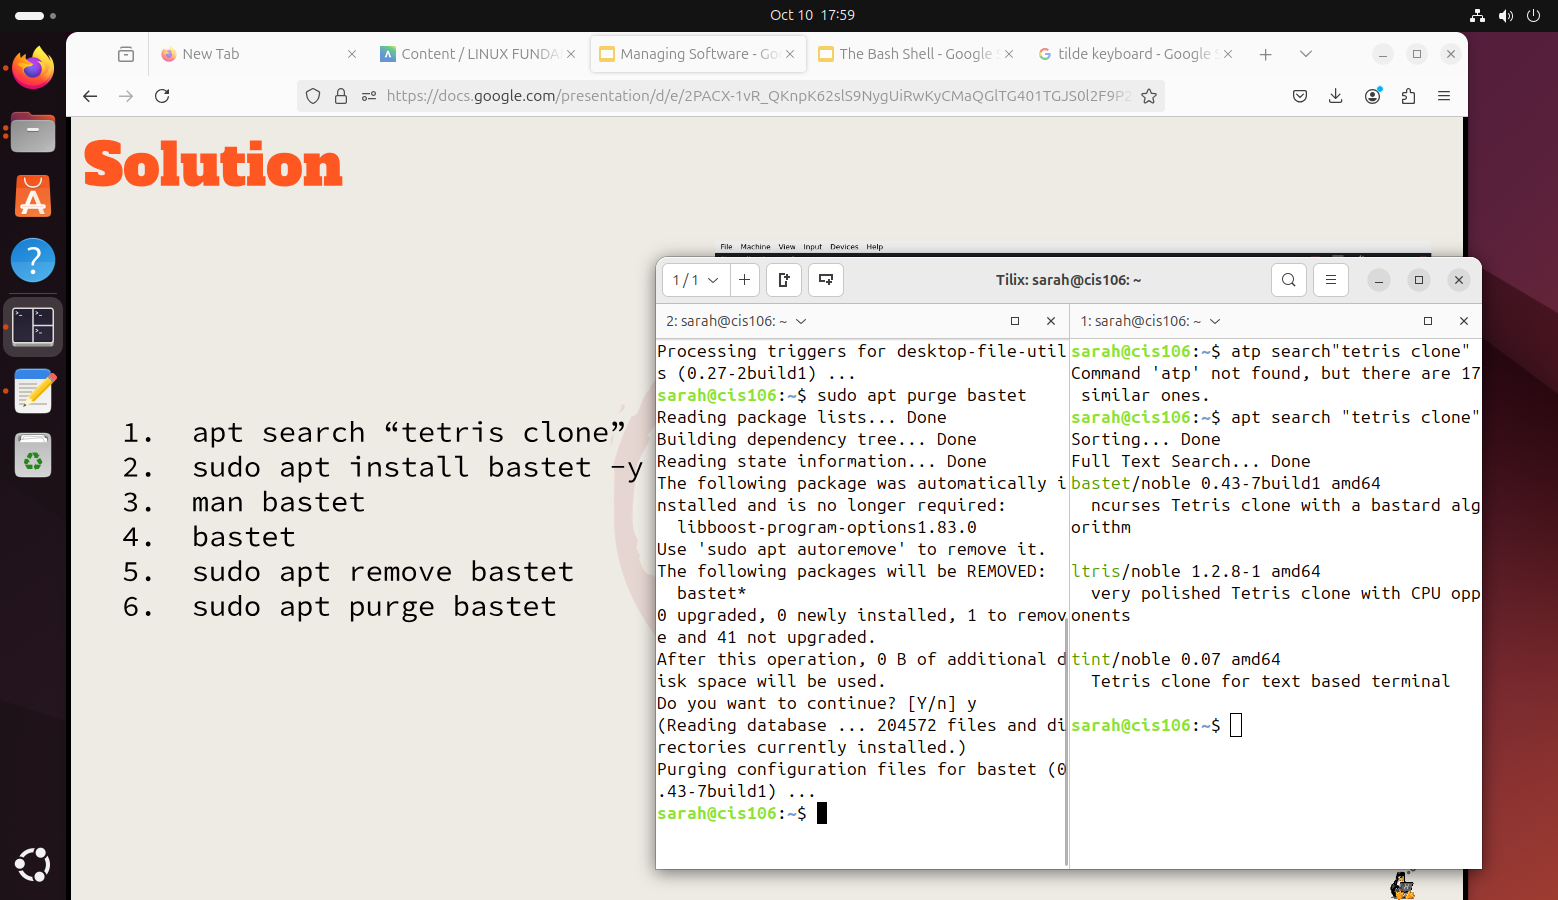 Oct 10 17:59
New Tab
Content / LINUX FUNDA
Managing Software - Goo
The Bash Shell - Google S
tilde keyboard - Google S
https://docs.google.com/presentation/d/e/2PACX-1vR_QKnpK62slS9NygUiRwKyCMaQGlTG401TGJS0l2F9P2
Solution
File Machine View Input Devices Help
1. apt search “tetris clone”
2. sudo apt install bastet -y
3. man bastet
4. bastet
5. sudo apt remove bastet
6. sudo apt purge bastet
1 / 1
Tilix: sarah@cis106: ~
2: sarah@cis106: ~
Processing triggers for desktop-file-util
s (0.27-2build1) ...
sarah@cis106:~$ sudo apt purge bastet
Reading package lists... Done
Building dependency tree... Done
Reading state information... Done
The following package was automatically i
nstalled and is no longer required:
libboost-program-options1.83.0
Use 'sudo apt autoremove' to remove it.
The following packages will be REMOVED:
bastet*
0 upgraded, 0 newly installed, 1 to remov
e and 41 not upgraded.
After this operation, 0 B of additional d
isk space will be used.
Do you want to continue? [Y/n] y
(Reading database ... 204572 files and di
rectories currently installed.)
Purging configuration files for bastet (0
.43-7build1) ...
sarah@cis106:~$
1: sarah@cis106: ~
sarah@cis106:~$ atp search"tetris clone"
Command 'atp' not found, but there are 17
similar ones.
sarah@cis106:~$ apt search "tetris clone"
Sorting... Done
Full Text Search... Done
bastet/noble 0.43-7build1 amd64
ncurses Tetris clone with a bastard alg
orithm
ltris/noble 1.2.8-1 amd64
very polished Tetris clone with CPU opp
onents
tint/noble 0.07 amd64
Tetris clone for text based terminal
sarah@cis106:~$